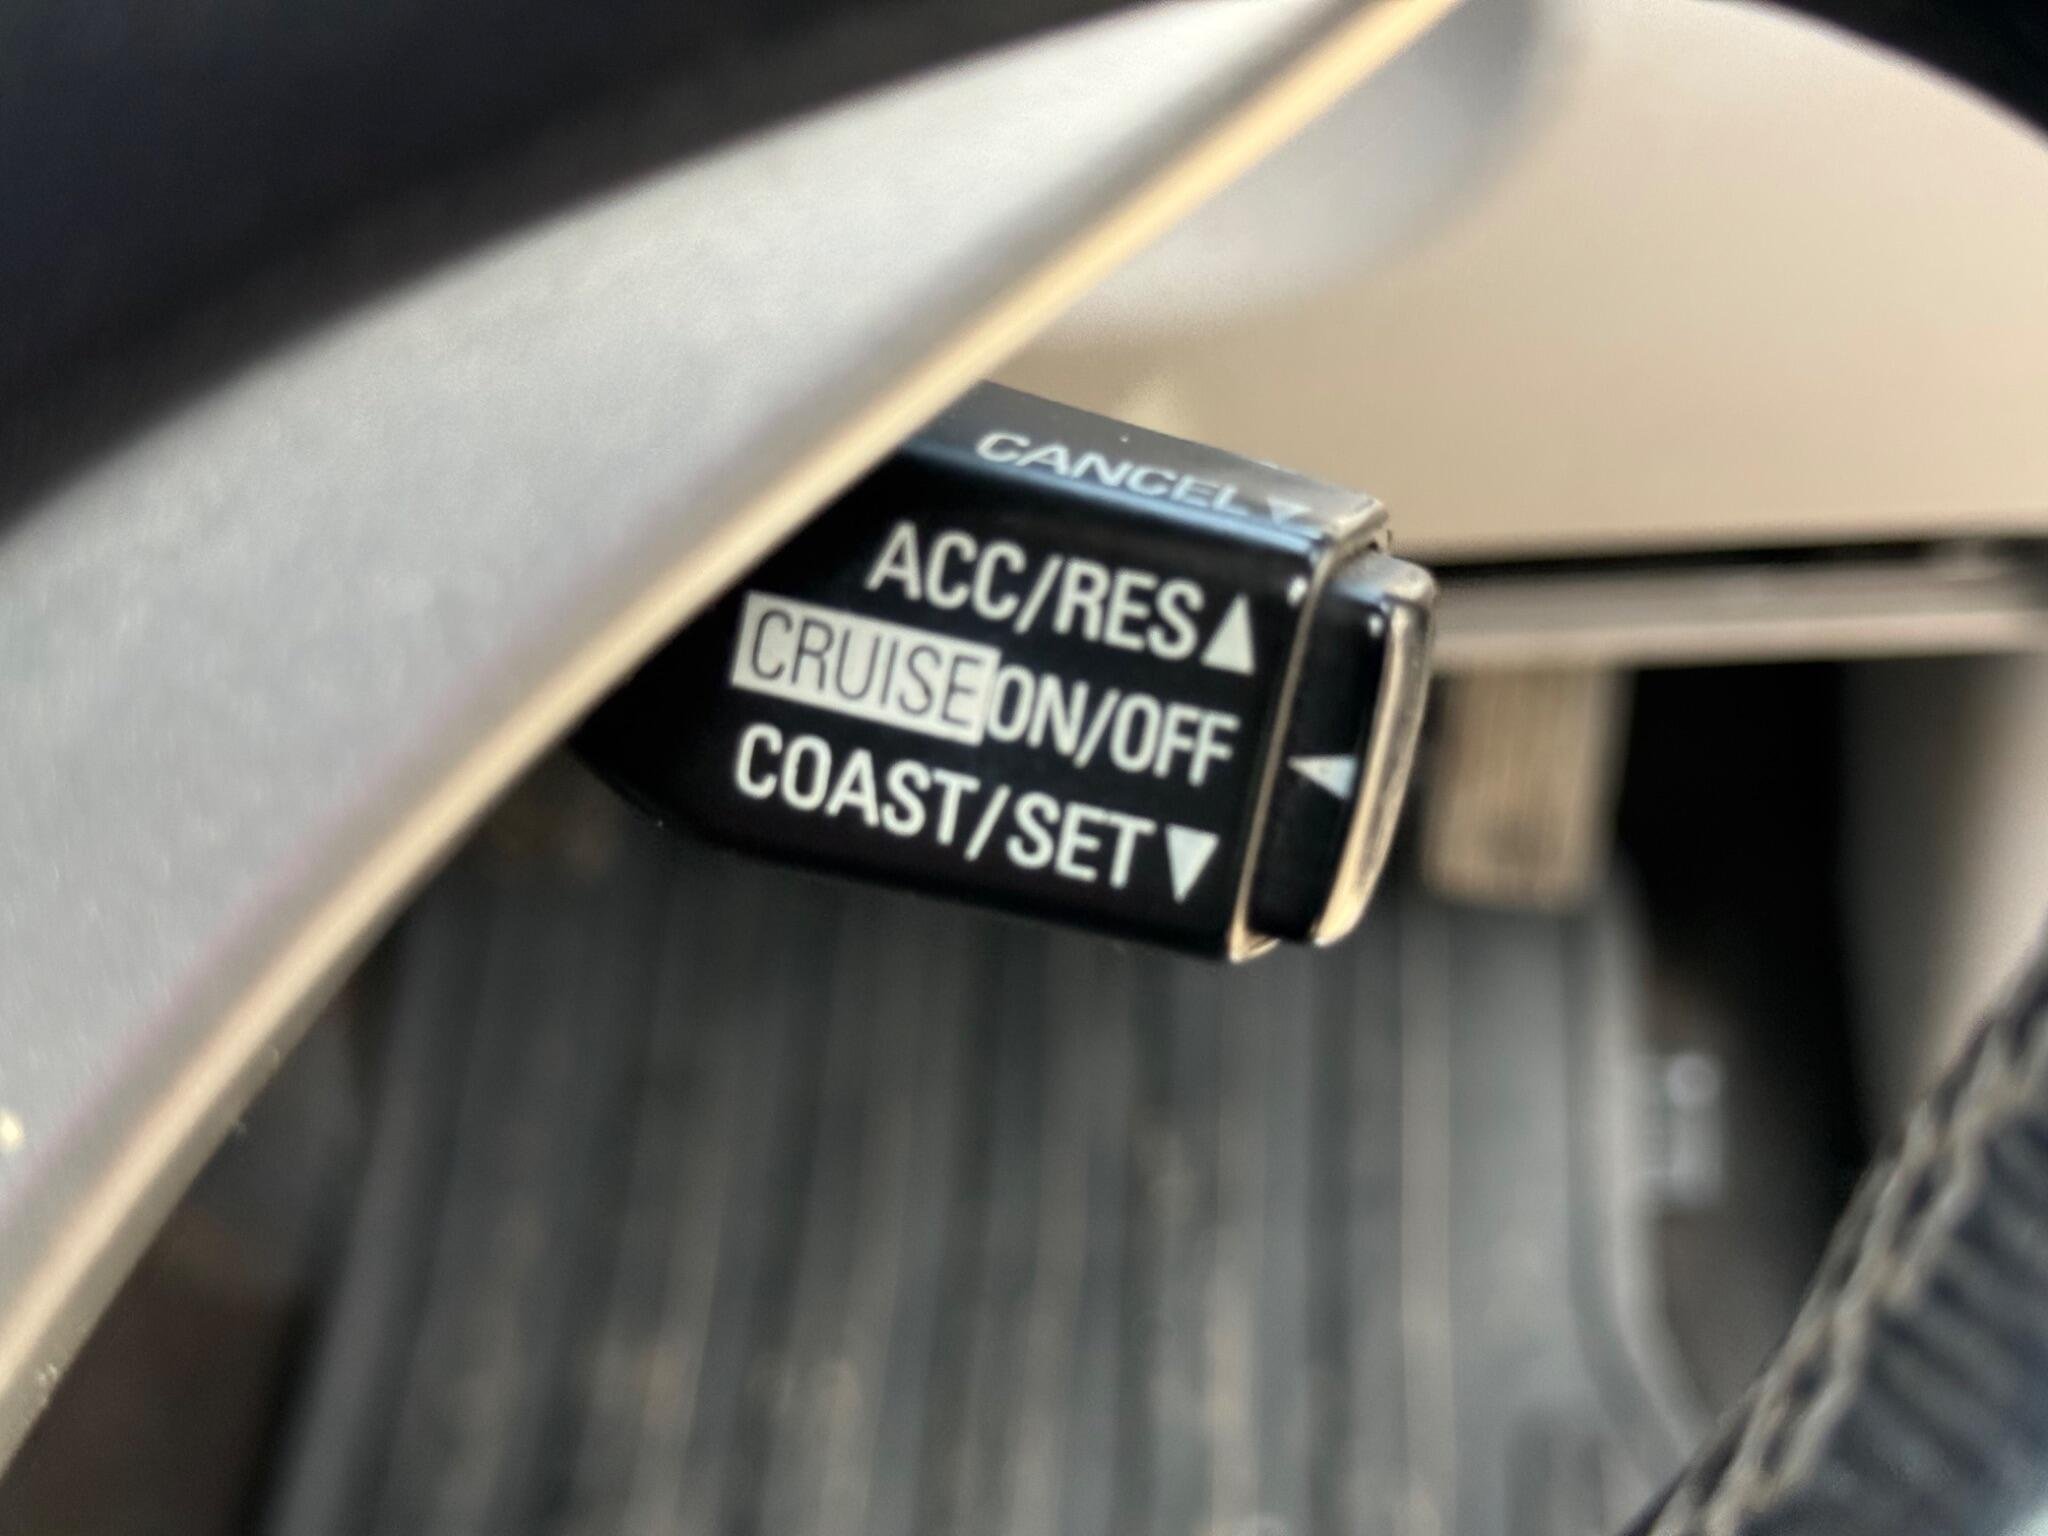 CANCEL▼
ACC/RES▲
CRUISE ON/OFF ◀
COAST/SET▼